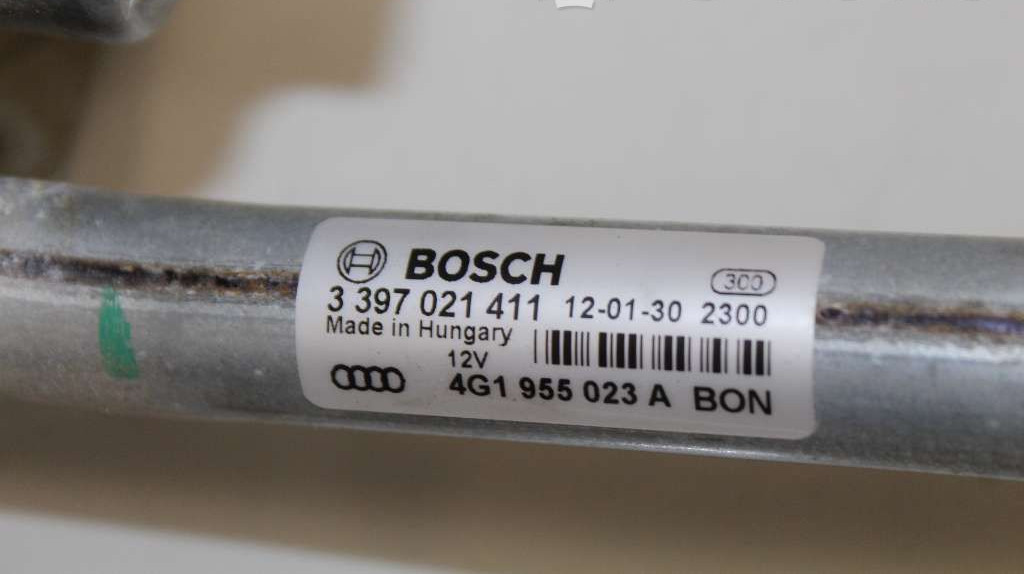 BOSCH 300
3 397 021 411 12-01-30 2300
Made in Hungary
12V
4G1 955 023 A BON